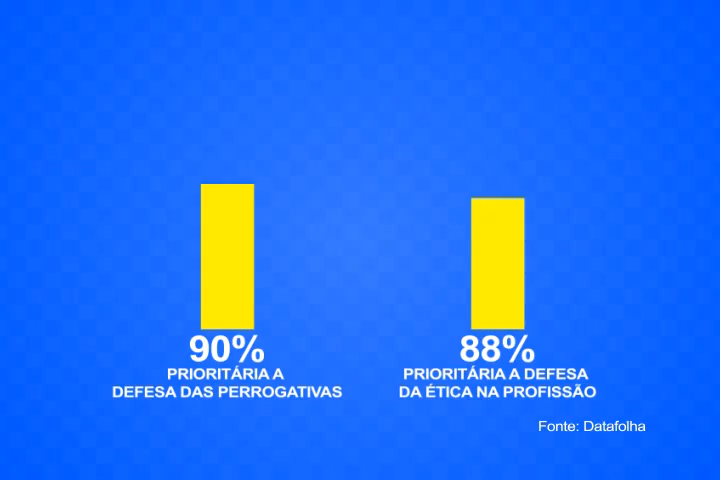 90%
PRIORITÁRIA A
DEFESA DAS PERROGATIVAS
88%
PRIORITÁRIA A DEFESA
DA ÉTICA NA PROFISSÃO
Fonte: Datafolha